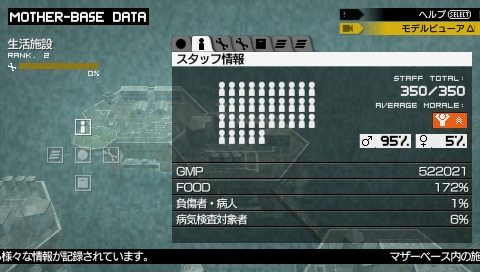 MOTHER-BASE DATA
ヘルプ SELECT
モデルビューア
生活施設
RANK. 2
0%
スタッフ情報
STAFF TOTAL:
350/350
AVERAGE MORALE:
♂ 95% ♀ 5%
GMP 522021
FOOD 172%
負傷者・病人 1%
病気検査対象者 6%
様々な情報が記録されています。 マザーベース内の施